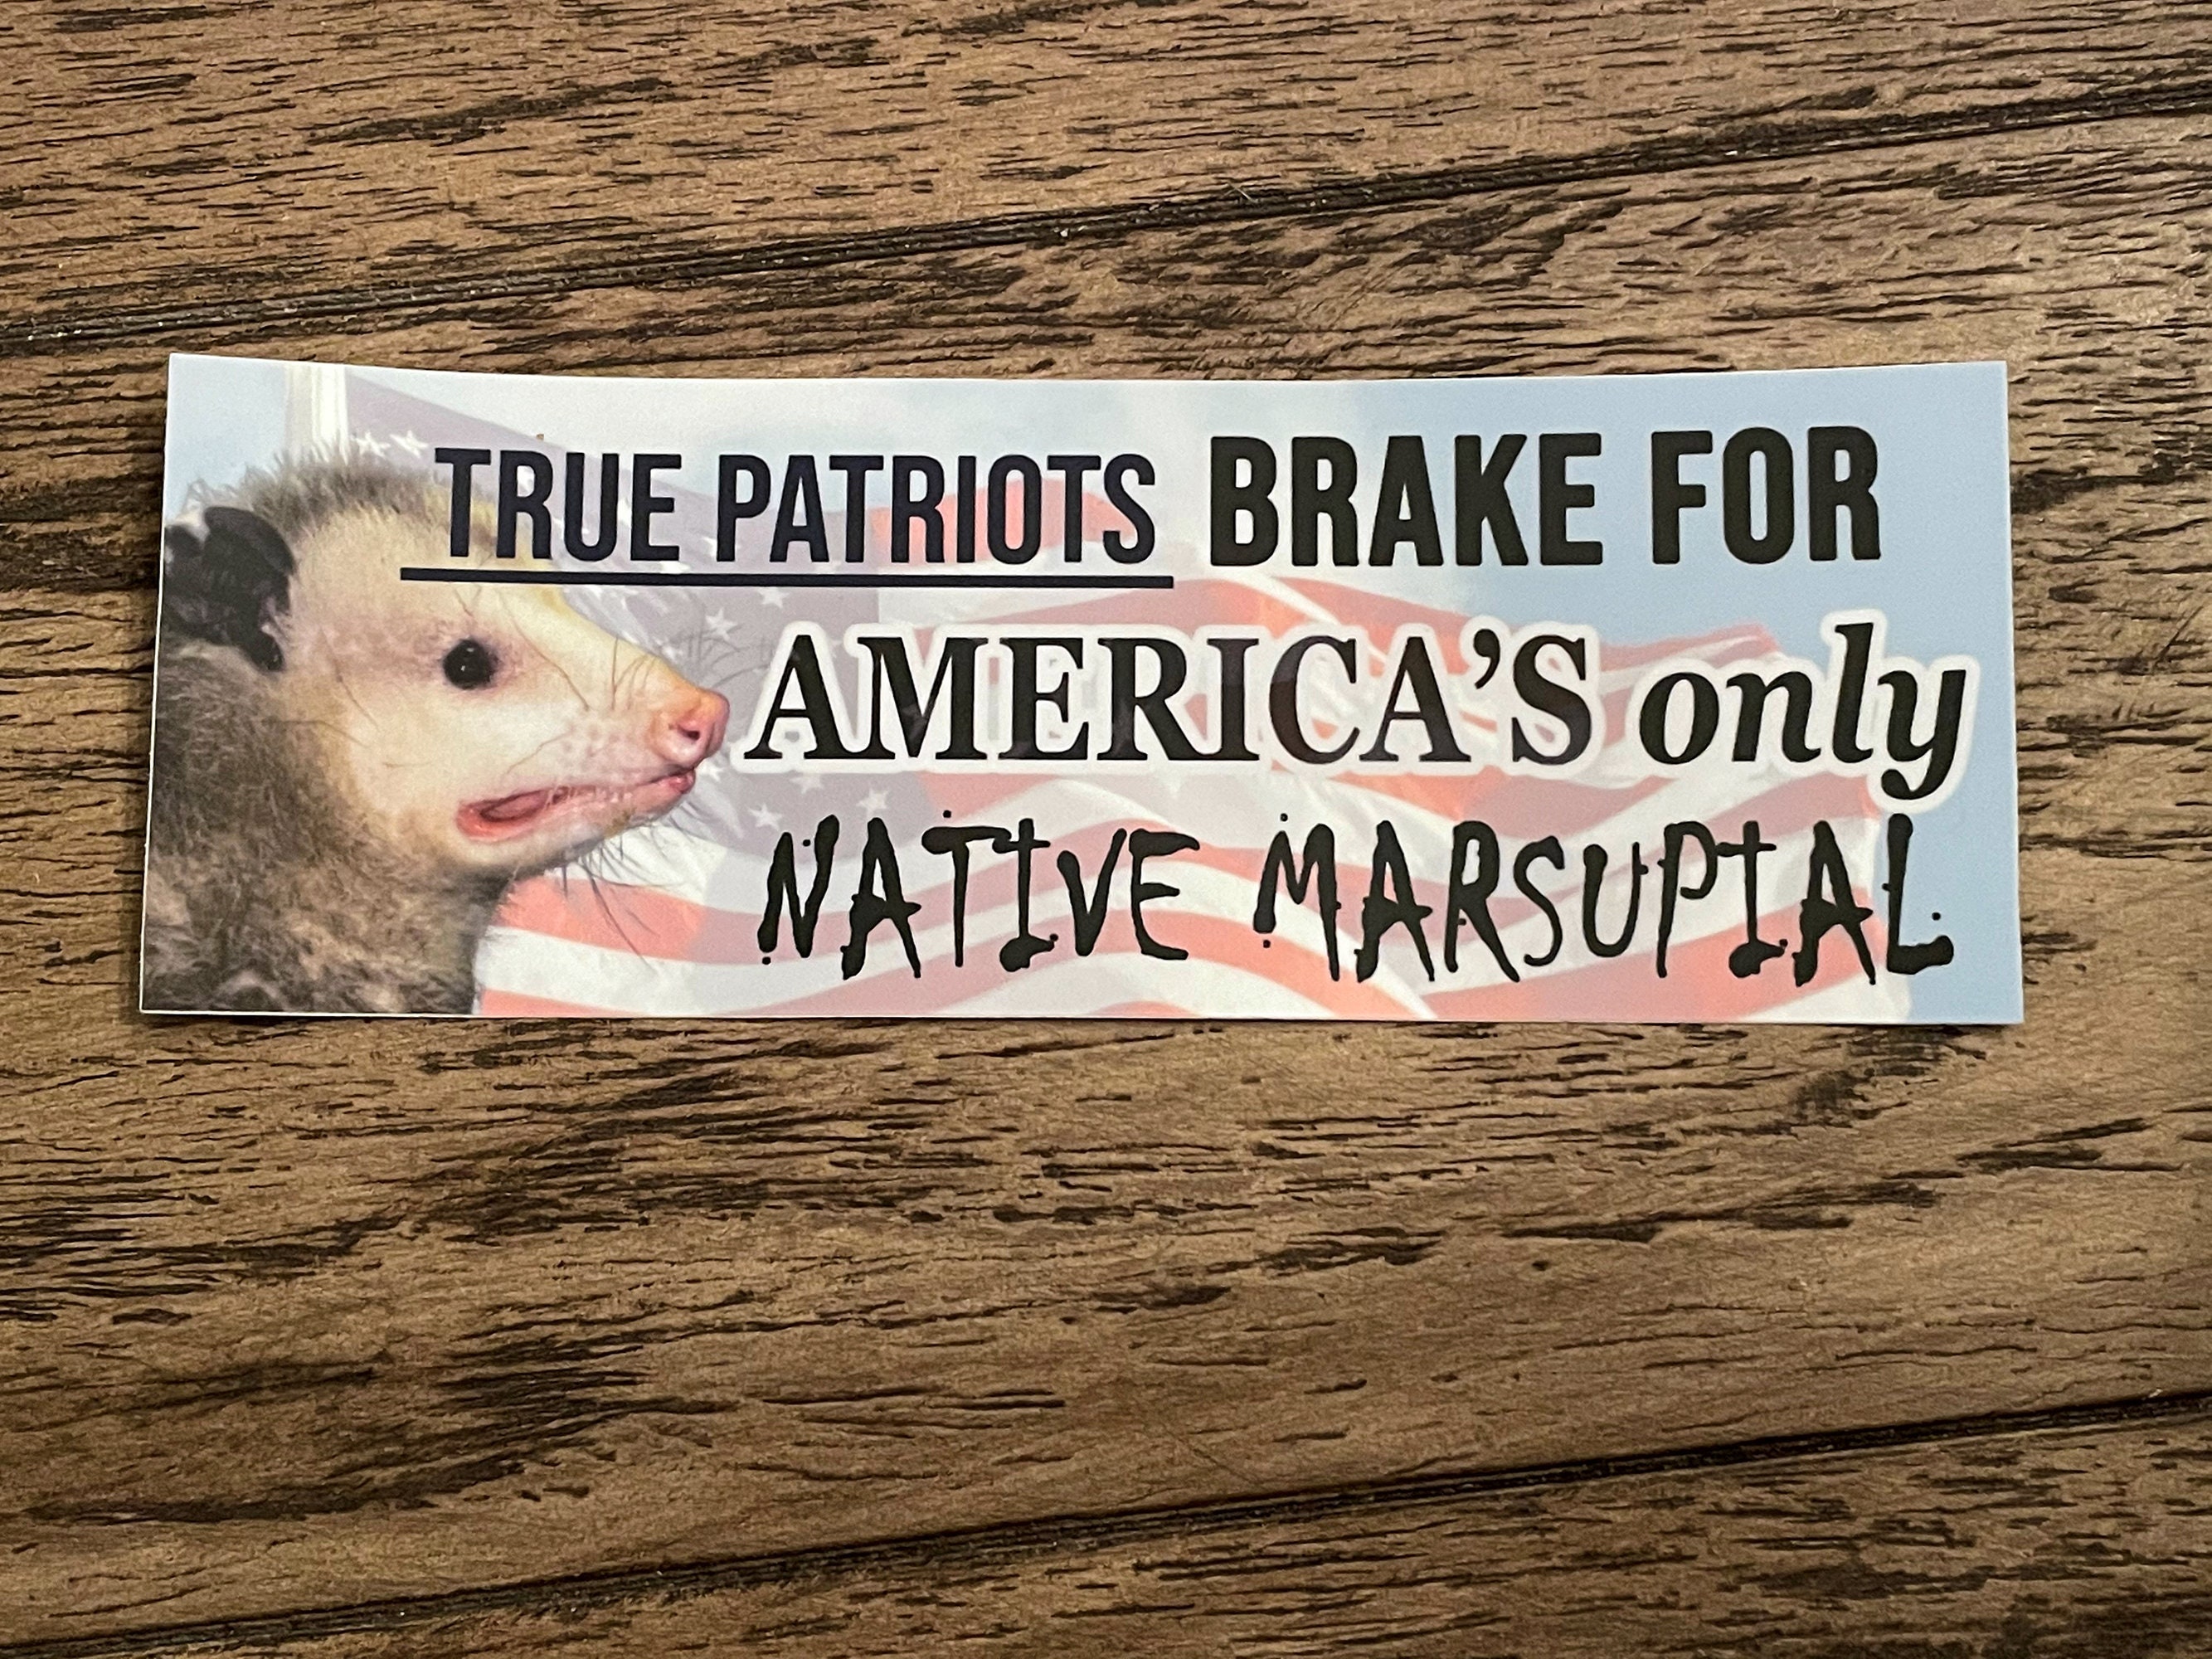 TRUE PATRIOTS BRAKE FOR
AMERICA'S only
NATIVE MARSUPIAL